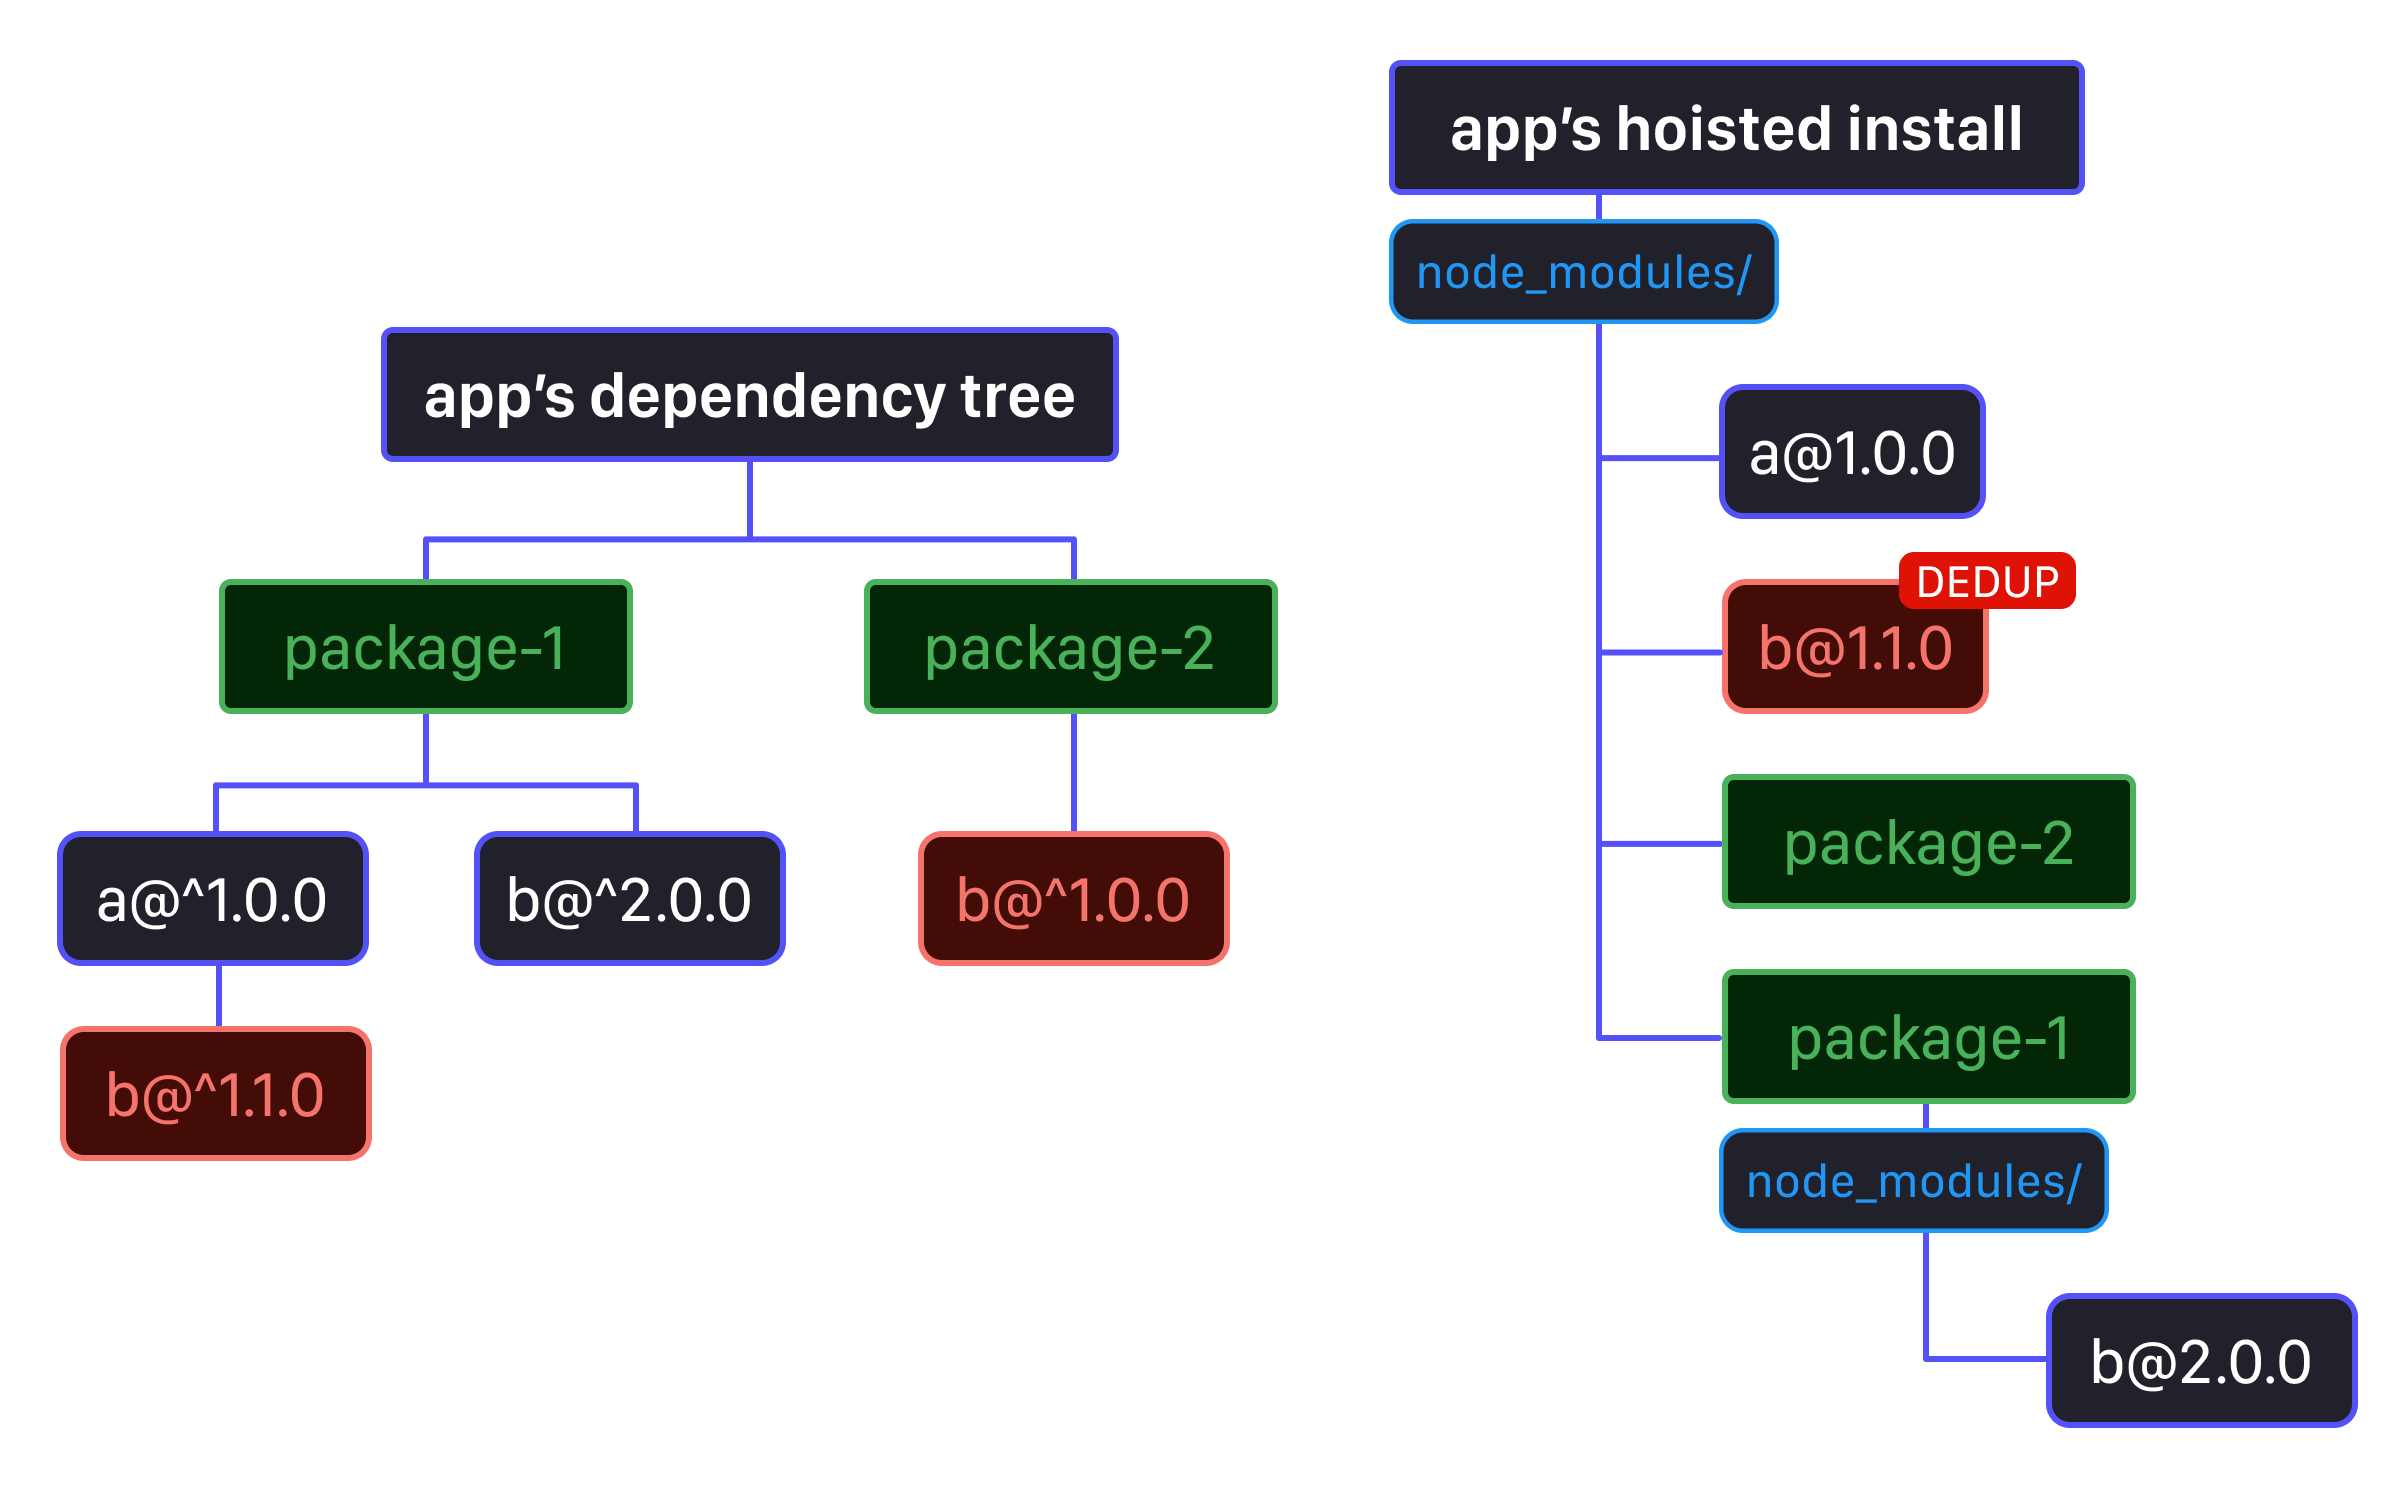 app’s dependency tree
package-1
package-2
a@^1.0.0
b@^2.0.0
b@^1.0.0
b@^1.1.0
app’s hoisted install
node_modules/
a@1.0.0
DEDUP
b@1.1.0
package-2
package-1
node_modules/
b@2.0.0